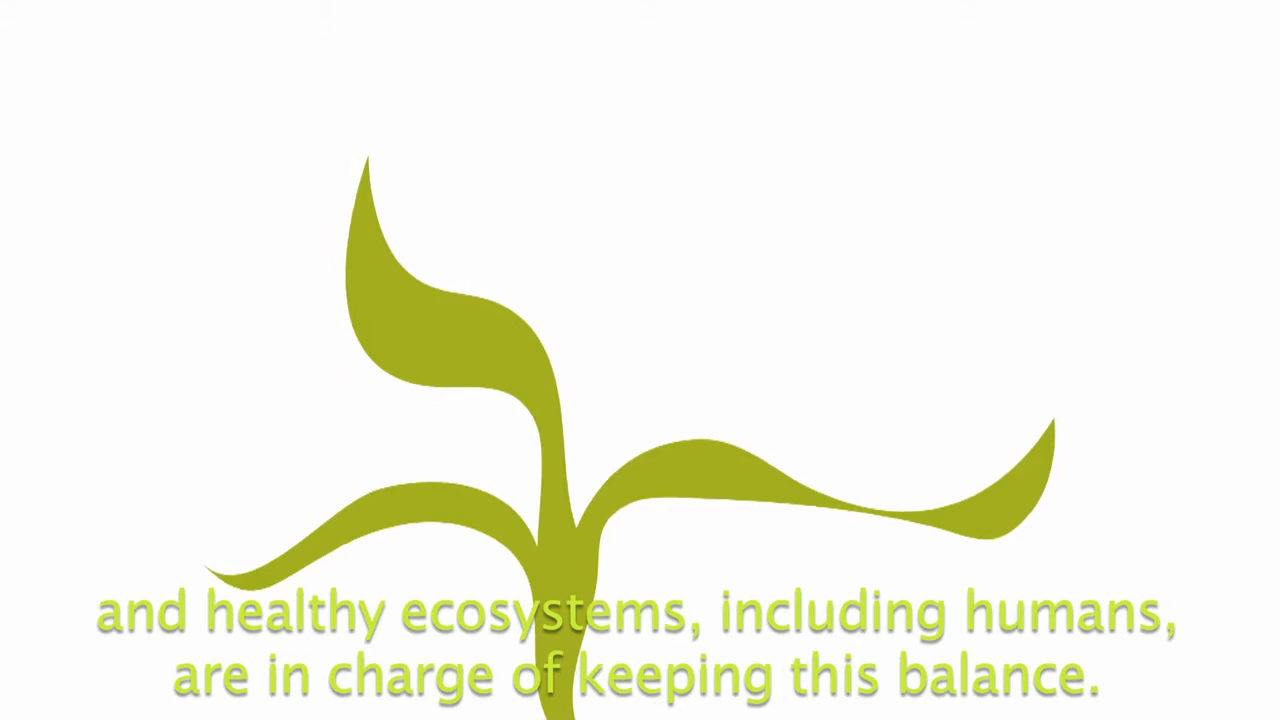 and healthy ecosystems, including humans,
are in charge of keeping this balance.